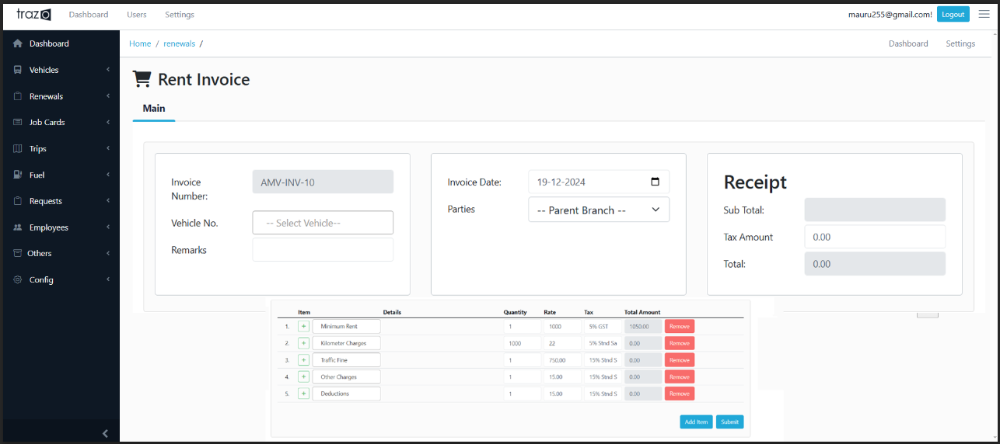 trazo Dashboard Users Settings mauru255@gmail.com! Logout
Dashboard
Vehicles
Renewals
Job Cards
Trips
Fuel
Requests
Employees
Others
Config
Home / renewals / Dashboard Settings
Rent Invoice
Main
Invoice Number: AMV-INV-10
Vehicle No. -- Select Vehicle--
Remarks
Invoice Date: 19-12-2024
Parties -- Parent Branch --
Receipt
Sub Total:
Tax Amount 0.00
Total: 0.00
Item Details Quantity Rate Tax Total Amount
1. + Minimum Rent 1 1000 5% GST 1050.00 Remove
2. + Kilometer Charges 1000 22 5% Stnd Sa 0.00 Remove
3. + Traffic Fine 1 750.00 15% Stnd S 0.00 Remove
4. + Other Charges 1 15.00 15% Stnd S 0.00 Remove
5. + Deductions 1 15.00 15% Stnd S 0.00 Remove
Add Item Submit